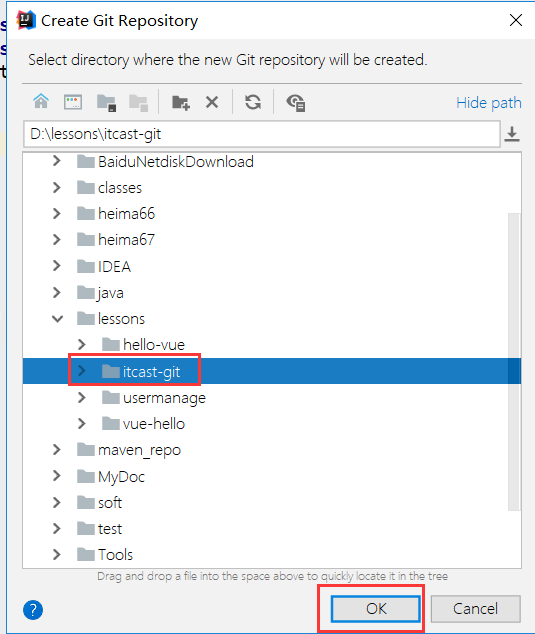 Create Git Repository
Select directory where the new Git repository will be created.
Hide path
D:\lessons\itcast-git
BaiduNetdiskDownload
classes
heima66
heima67
IDEA
java
lessons
hello-vue
itcast-git
usermanage
vue-hello
maven_repo
MyDoc
soft
test
Tools
Drag and drop a file into the space above to quickly locate it in the tree
?
OK
Cancel